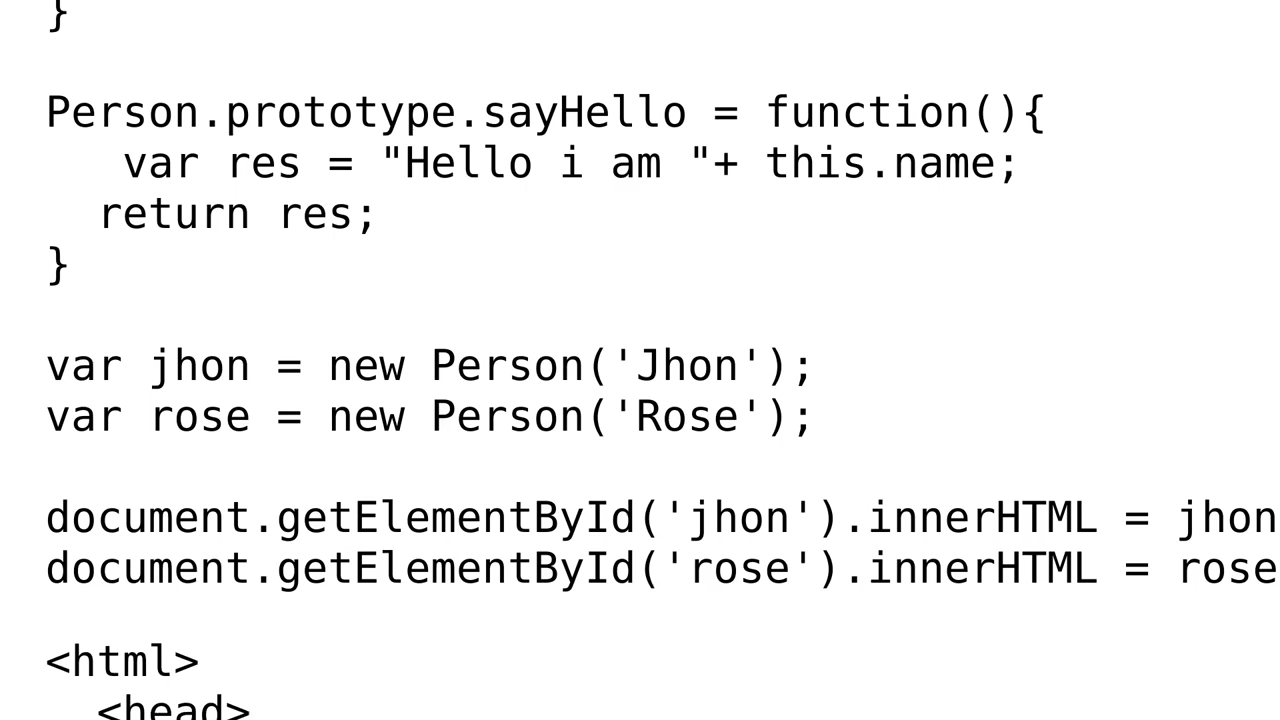 }
Person.prototype.sayHello = function(){
   var res = "Hello i am "+ this.name;
  return res;
}
var jhon = new Person('Jhon');
var rose = new Person('Rose');
document.getElementById('jhon').innerHTML = jhon
document.getElementById('rose').innerHTML = rose
<html>
  <head>